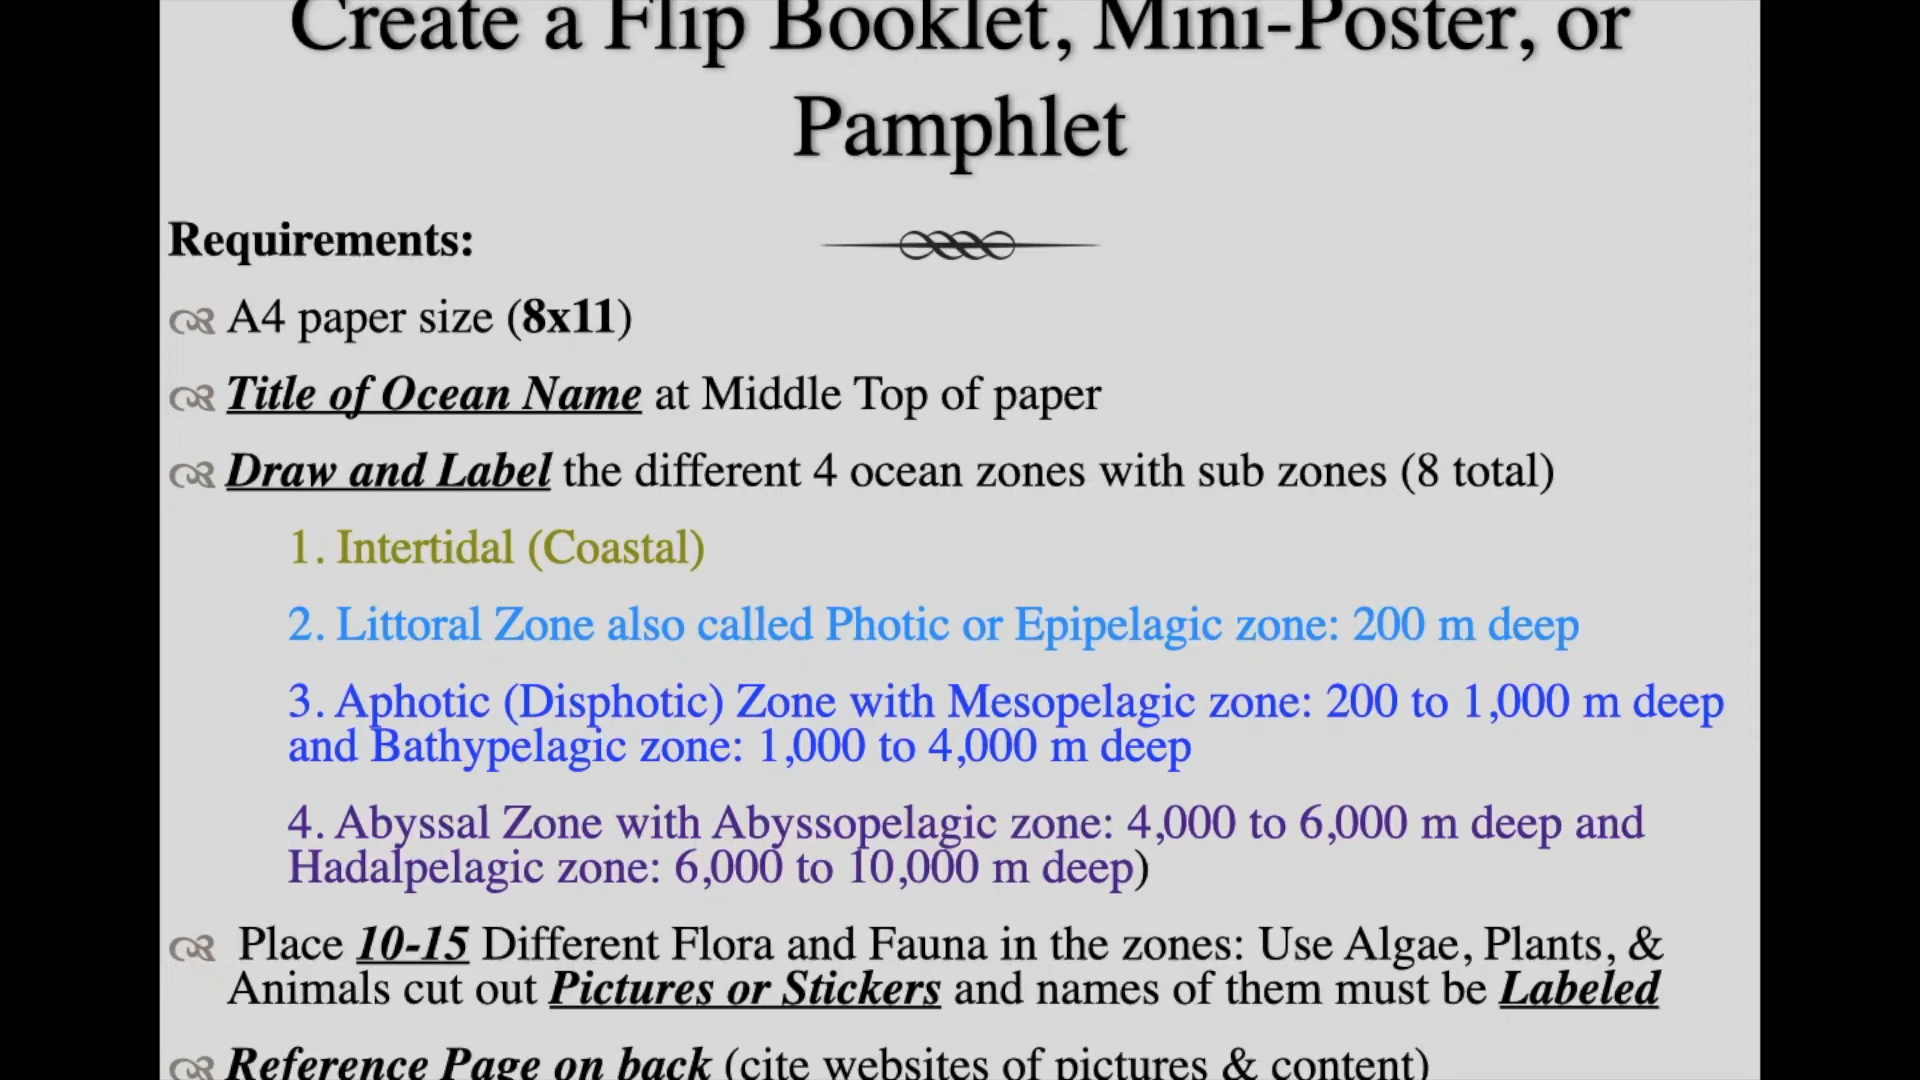 Create a Flip Booklet, Mini-Poster, or
Pamphlet
Requirements:
A4 paper size (8x11)
Title of Ocean Name at Middle Top of paper
Draw and Label the different 4 ocean zones with sub zones (8 total)
1. Intertidal (Coastal)
2. Littoral Zone also called Photic or Epipelagic zone: 200 m deep
3. Aphotic (Disphotic) Zone with Mesopelagic zone: 200 to 1,000 m deep
and Bathypelagic zone: 1,000 to 4,000 m deep
4. Abyssal Zone with Abyssopelagic zone: 4,000 to 6,000 m deep and
Hadalpelagic zone: 6,000 to 10,000 m deep)
Place 10-15 Different Flora and Fauna in the zones: Use Algae, Plants, &
Animals cut out Pictures or Stickers and names of them must be Labeled
Reference Page on back (cite websites of pictures & content)